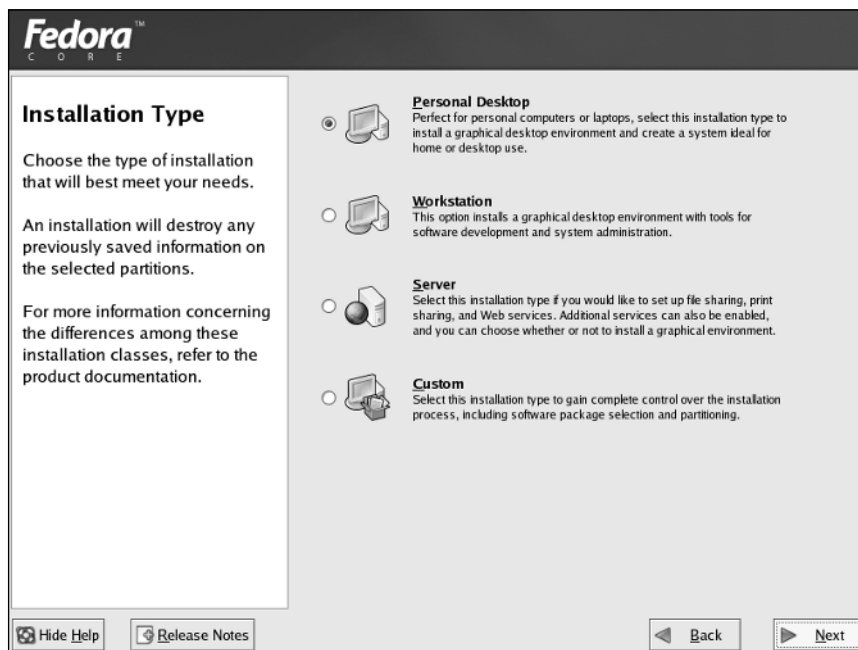 Fedora™
CORE
Installation Type
Choose the type of installation
that will best meet your needs.
An installation will destroy any
previously saved information on
the selected partitions.
For more information concerning
the differences among these
installation classes, refer to the
product documentation.
Personal Desktop
Perfect for personal computers or laptops, select this installation type to
install a graphical desktop environment and create a system ideal for
home or desktop use.
Workstation
This option installs a graphical desktop environment with tools for
software development and system administration.
Server
Select this installation type if you would like to set up file sharing, print
sharing, and Web services. Additional services can also be enabled,
and you can choose whether or not to install a graphical environment.
Custom
Select this installation type to gain complete control over the installation
process, including software package selection and partitioning.
Hide Help
Release Notes
Back
Next